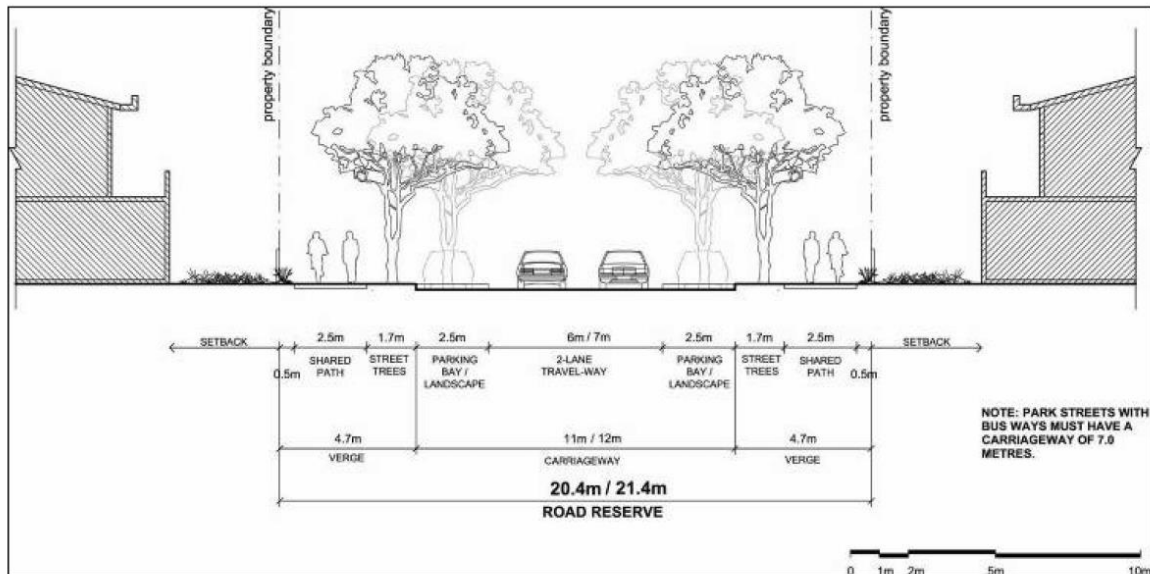 property boundary
property boundary
SETBACK
2.5m
1.7m
2.5m
6m / 7m
2.5m
1.7m
2.5m
SETBACK
0.5m
SHARED
PATH
STREET
TREES
PARKING
BAY /
LANDSCAPE
2-LANE
TRAVEL-WAY
PARKING
BAY /
LANDSCAPE
STREET
TREES
SHARED
PATH
0.5m
4.7m
VERGE
11m / 12m
CARRIAGEWAY
4.7m
VERGE
20.4m / 21.4m
ROAD RESERVE
NOTE: PARK STREETS WITH
BUS WAYS MUST HAVE A
CARRIAGEWAY OF 7.0
METRES.
0 1m 2m 5m 10m